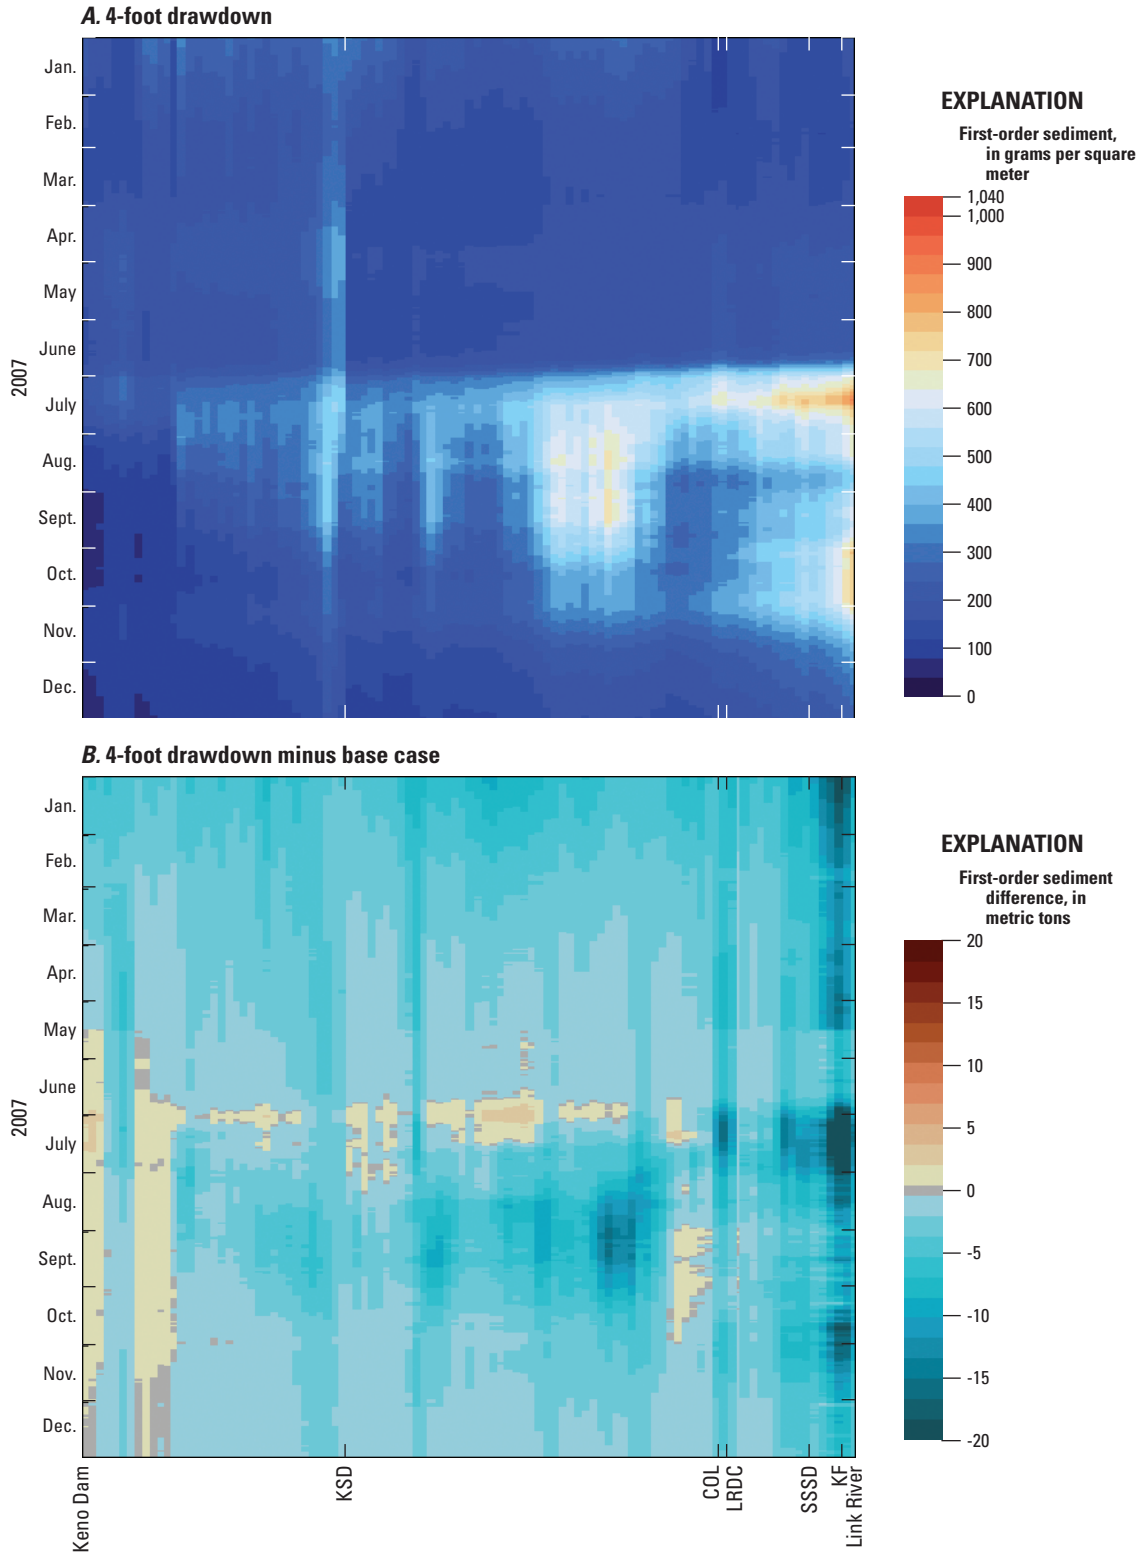 A. 4-foot drawdown
Jan.
Feb.
Mar.
Apr.
May
June
July
Aug.
Sept.
Oct.
Nov.
Dec.
2007
EXPLANATION
First-order sediment,
in grams per square
meter
1,040
1,000
900
800
700
600
500
400
300
200
100
0
B. 4-foot drawdown minus base case
Jan.
Feb.
Mar.
Apr.
May
June
July
Aug.
Sept.
Oct.
Nov.
Dec.
2007
EXPLANATION
First-order sediment
difference, in
metric tons
20
15
10
5
0
-5
-10
-15
-20
Keno Dam
KSD
COL
LRDC
SSSD
KF
Link River